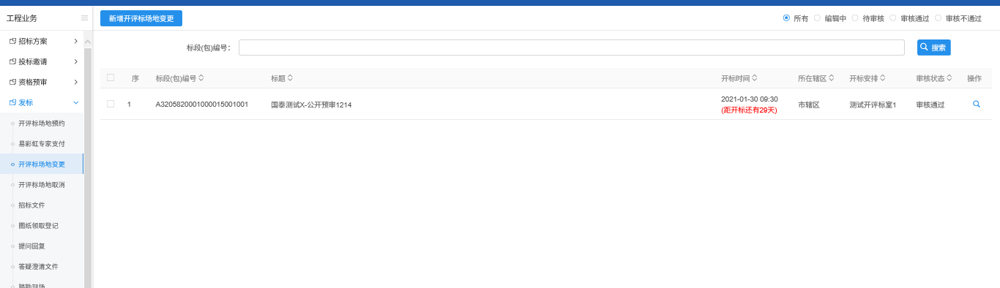 工程业务
新增开评标场地变更
所有 编辑中 待审核 审核通过 审核不通过
招标方案
投标邀请
资格预审
发标
开评标场地预约
易彩虹专家支付
开评标场地变更
开评标场地取消
招标文件
图纸领取登记
提问回复
答疑澄清文件
踏勘现场
标段(包)编号:
搜索
序 标段(包)编号 标题 开标时间 所在辖区 开标安排 审核状态 操作
1 A3205820001000015001001 国泰测试X-公开预审1214 2021-01-30 09:30 市辖区 测试开评标室1 审核通过
(距开标还有29天)